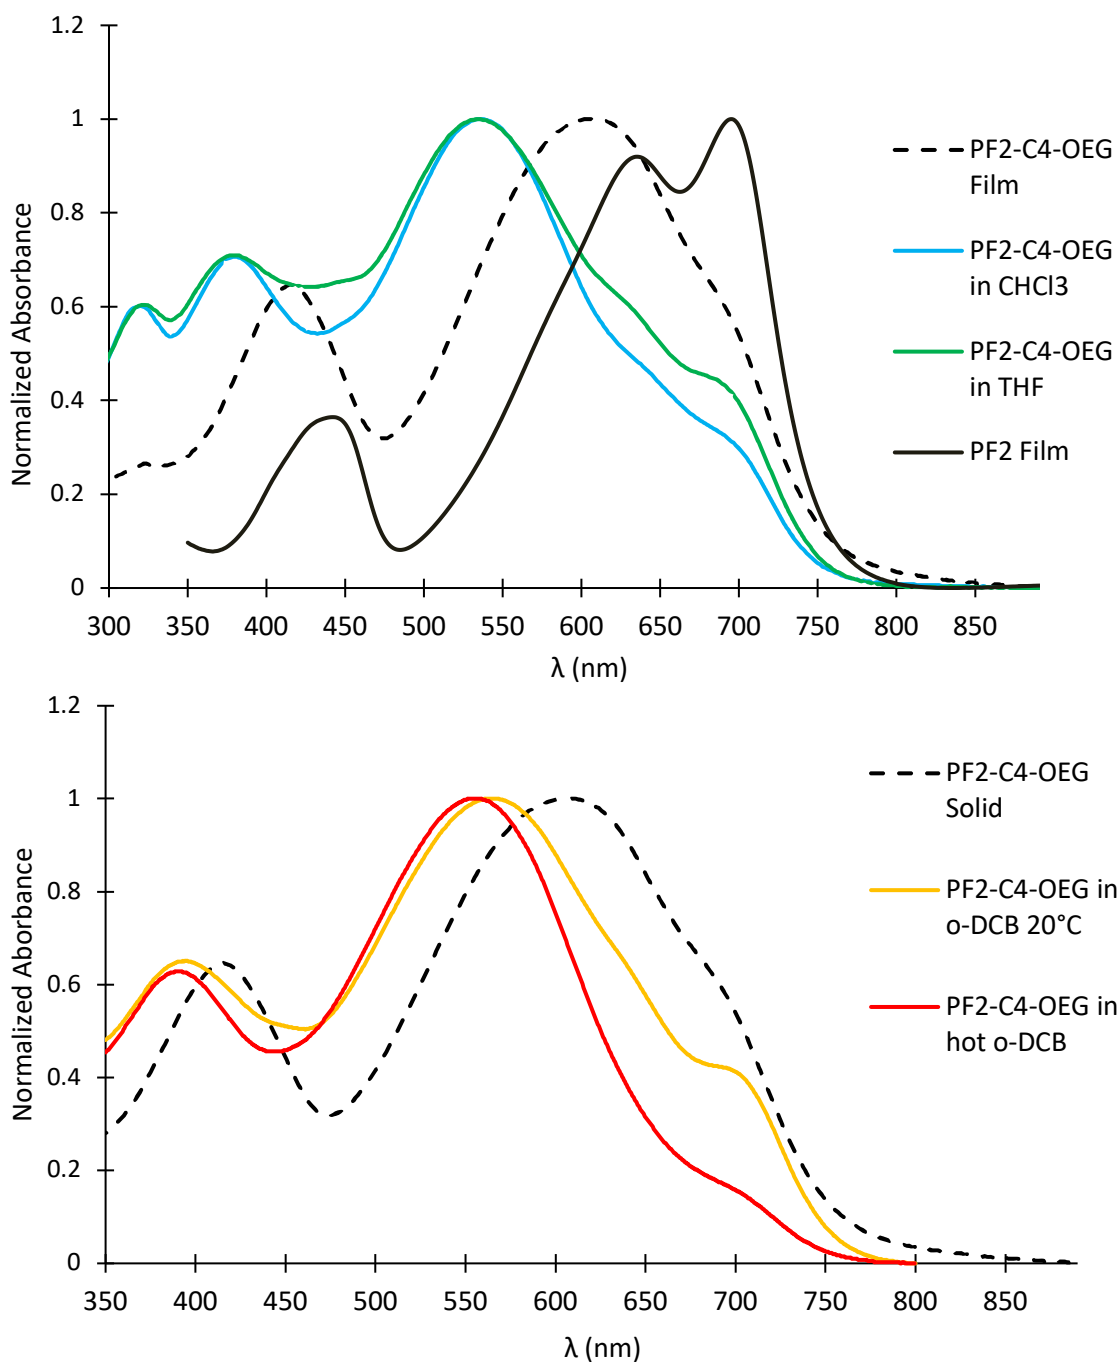 1.2
1
0.8
0.6
0.4
0.2
0
Normalized Absorbance
300 350 400 450 500 550 600 650 700 750 800 850
λ (nm)
PF2-C4-OEG
Film
PF2-C4-OEG
in CHCl3
PF2-C4-OEG
in THF
PF2 Film
1.2
1
0.8
0.6
0.4
0.2
0
Normalized Aborbance
350 400 450 500 550 600 650 700 750 800 850
λ (nm)
PF2-C4-OEG
Solid
PF2-C4-OEG in
o-DCB 20°C
PF2-C4-OEG in
hot o-DCB